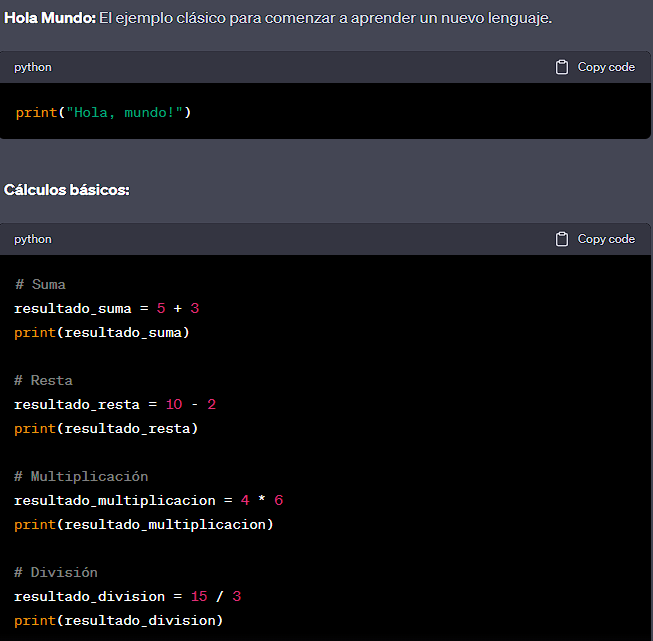 Hola Mundo: El ejemplo clásico para comenzar a aprender un nuevo lenguaje.
python Copy code
print("Hola, mundo!")
Cálculos básicos:
python Copy code
# Suma
resultado_suma = 5 + 3
print(resultado_suma)
# Resta
resultado_resta = 10 - 2
print(resultado_resta)
# Multiplicación
resultado_multiplicacion = 4 * 6
print(resultado_multiplicacion)
# División
resultado_division = 15 / 3
print(resultado_division)